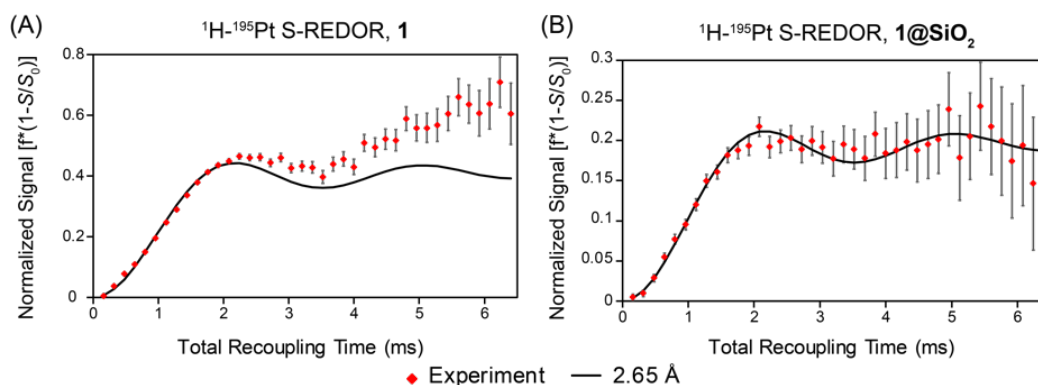 (A)
¹H-¹⁹⁵Pt S-REDOR, 1
Normalized Signal [f*(1-S/S₀)]
0.8
0.6
0.4
0.2
0
0 1 2 3 4 5 6
Total Recoupling Time (ms)
(B)
¹H-¹⁹⁵Pt S-REDOR, 1@SiO₂
Normalized Signal [f*(1-S/S₀)]
0.3
0.25
0.2
0.15
0.1
0.05
0
0 1 2 3 4 5 6
Total Recoupling Time (ms)
Experiment 2.65 Å